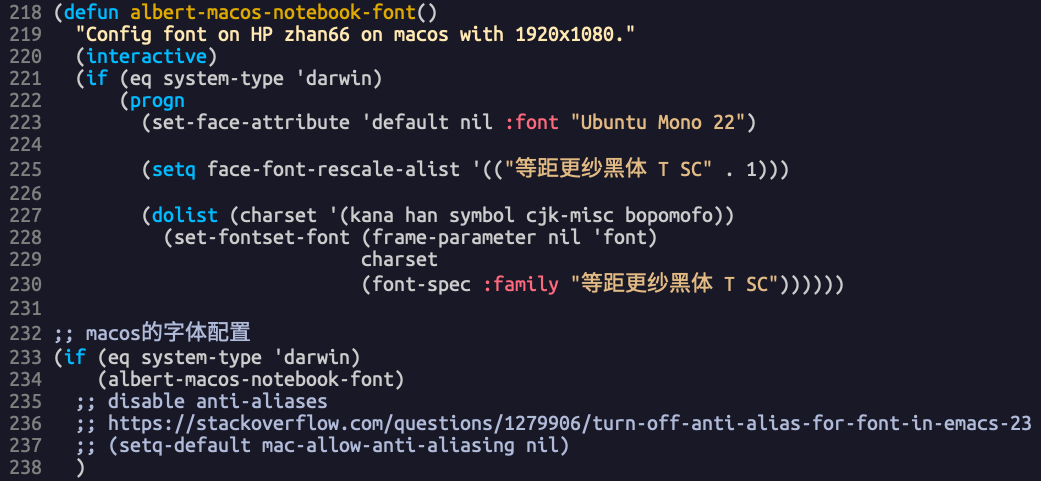 218 (defun albert-macos-notebook-font()
219   "Config font on HP zhan66 on macos with 1920x1080."
220   (interactive)
221   (if (eq system-type 'darwin)
222       (progn
223         (set-face-attribute 'default nil :font "Ubuntu Mono 22")
224
225         (setq face-font-rescale-alist '(("等距更纱黑体 T SC" . 1)))
226
227         (dolist (charset '(kana han symbol cjk-misc bopomofo))
228           (set-fontset-font (frame-parameter nil 'font)
229                             charset
230                             (font-spec :family "等距更纱黑体 T SC"))))))
231
232 ;; macos的字体配置
233 (if (eq system-type 'darwin)
234     (albert-macos-notebook-font)
235   ;; disable anti-aliases
236   ;; https://stackoverflow.com/questions/1279906/turn-off-anti-alias-for-font-in-emacs-23
237   ;; (setq-default mac-allow-anti-aliasing nil)
238   )